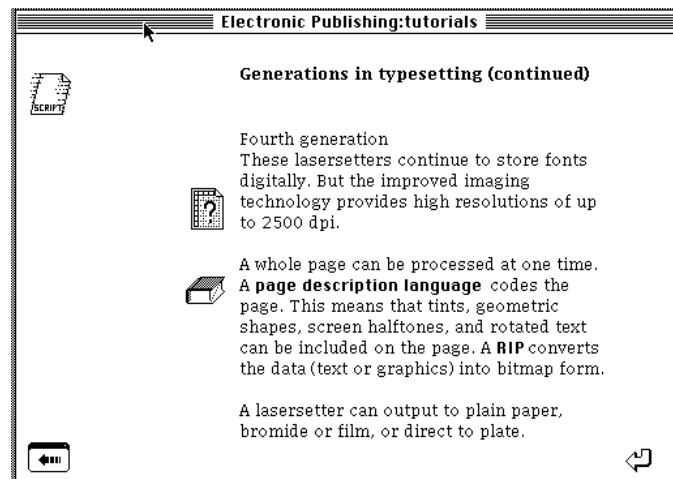 Electronic Publishing:tutorials
SCRIPT
Generations in typesetting (continued)
Fourth generation
These lasersetters continue to store fonts
digitally. But the improved imaging
technology provides high resolutions of up
to 2500 dpi.
?
A whole page can be processed at one time.
A page description language codes the
page. This means that tints, geometric
shapes, screen halftones, and rotated text
can be included on the page. A RIP converts
the data (text or graphics) into bitmap form.
A lasersetter can output to plain paper,
bromide or film, or direct to plate.